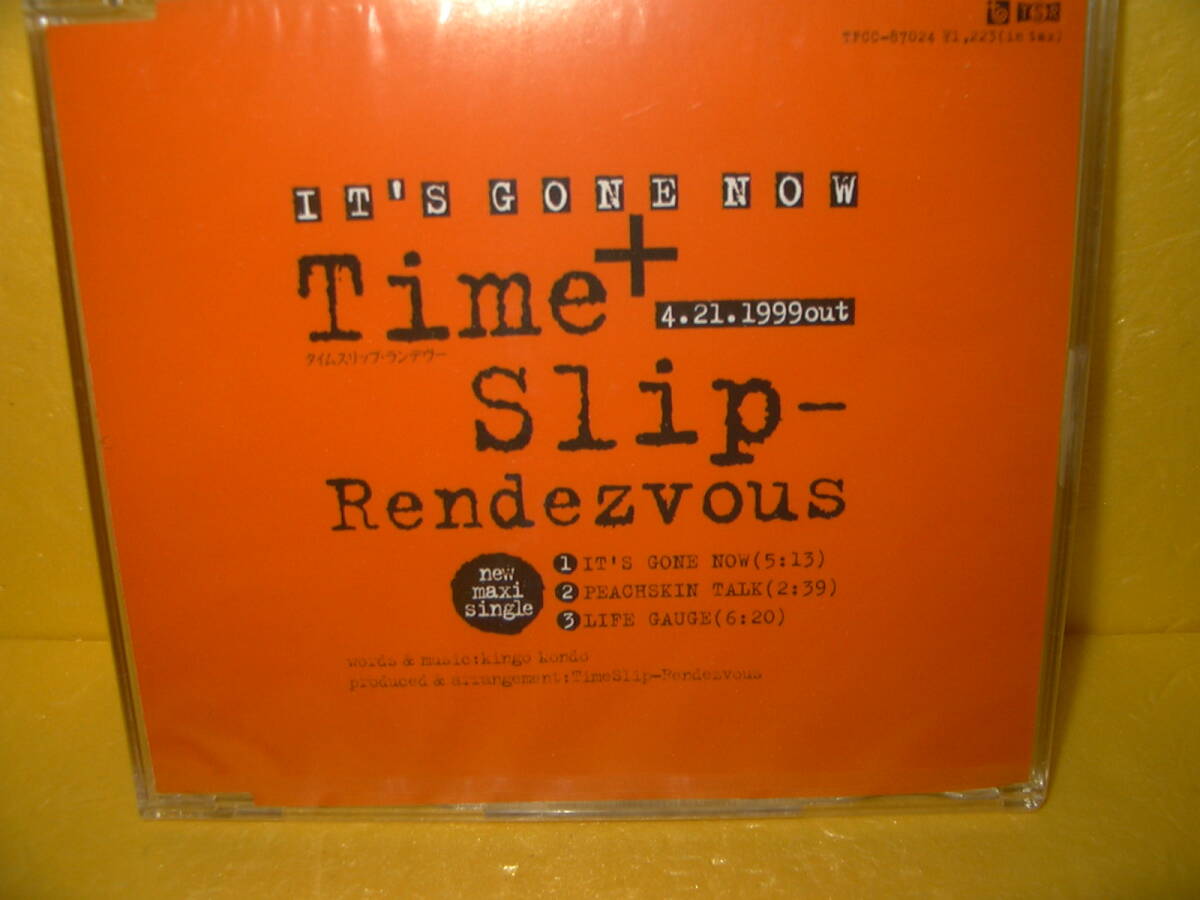 TSR
TFCC-87024 ¥1,223(in tax)
IT'S GONE NOW
Time+
4.21.1999out
タイムスリップ・ランデヴー
Slip-
Rendezvous
new
maxi
single
1 IT'S GONE NOW(5:13)
2 PEACHSKIN TALK(2:39)
3 LIFE GAUGE(6:20)
words & music:kingo kondo
produced & arrangement:TimeSlip-Rendezvous